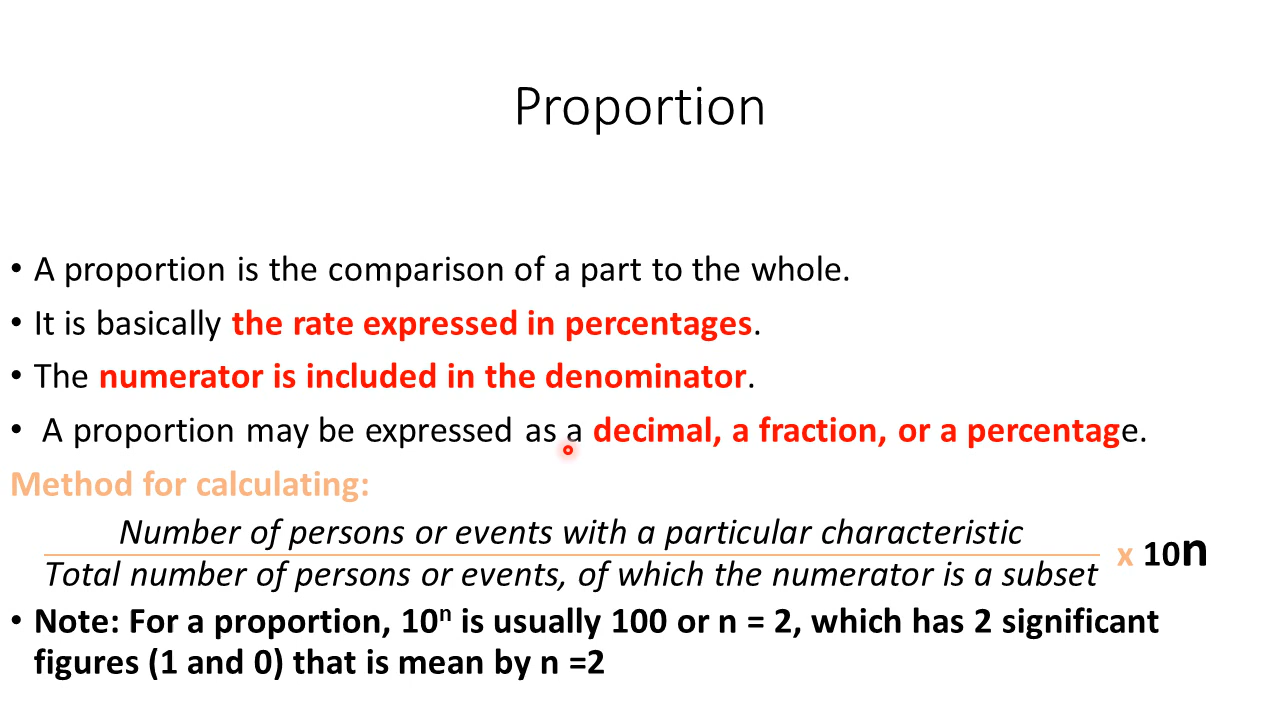 Proportion
• A proportion is the comparison of a part to the whole.
• It is basically the rate expressed in percentages.
• The numerator is included in the denominator.
• A proportion may be expressed as a decimal, a fraction, or a percentage.
Method for calculating:
Number of persons or events with a particular characteristic
x 10n
Total number of persons or events, of which the numerator is a subset
• Note: For a proportion, 10ⁿ is usually 100 or n = 2, which has 2 significant
figures (1 and 0) that is mean by n =2